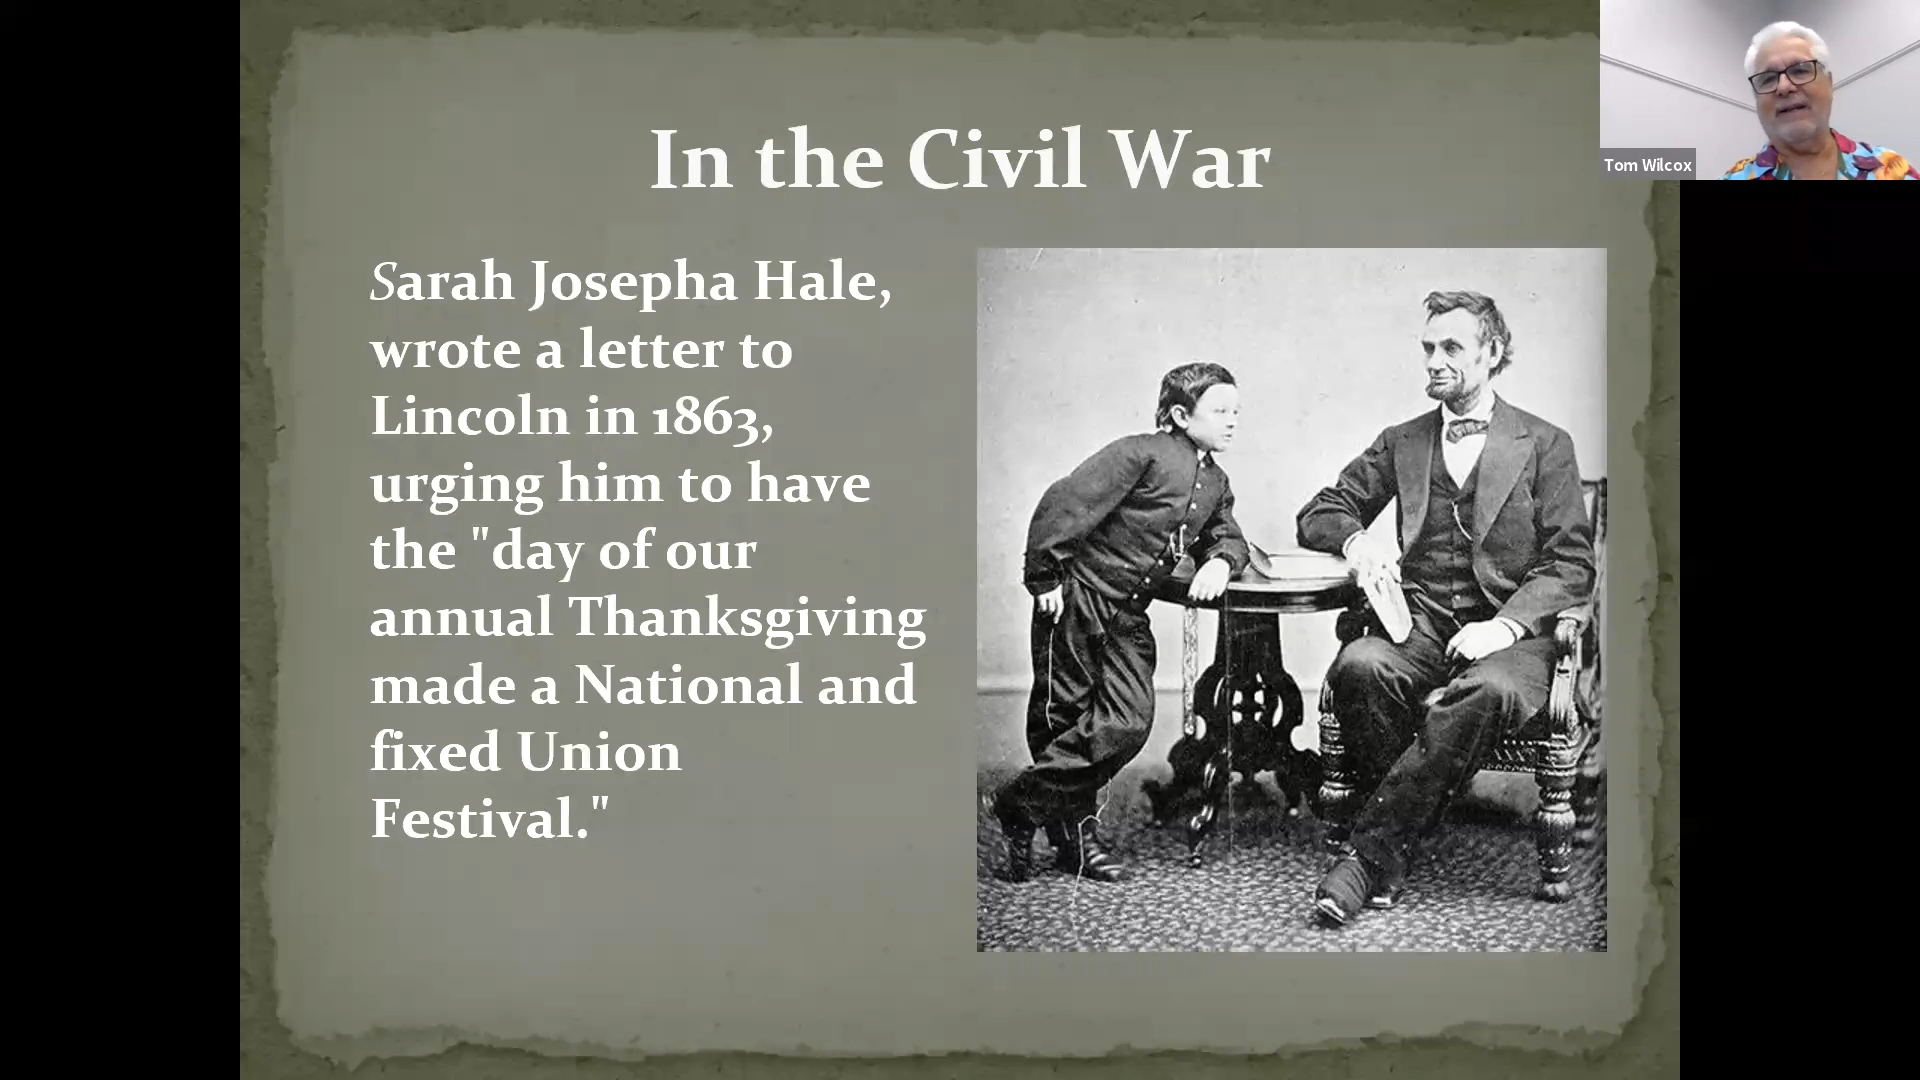 In the Civil War
Tom Wilcox
Sarah Josepha Hale,
wrote a letter to
Lincoln in 1863,
urging him to have
the "day of our
annual Thanksgiving
made a National and
fixed Union
Festival."